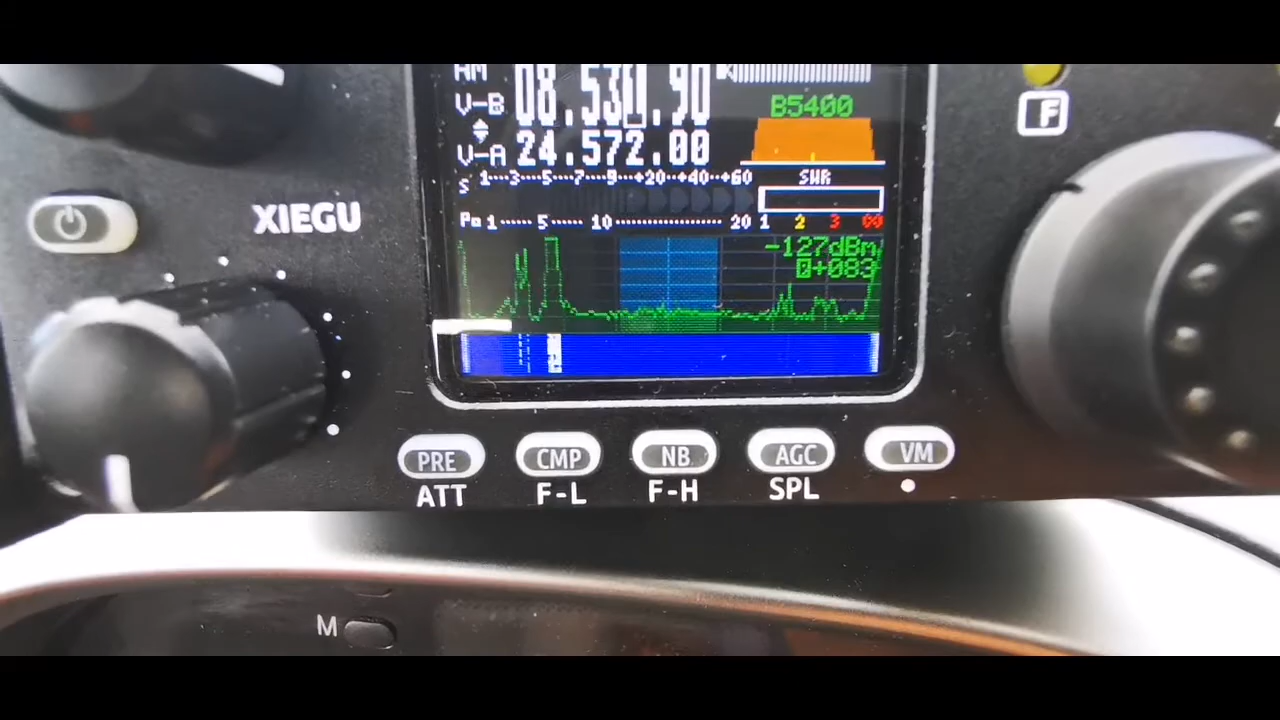 AM
V-B 08.530.90
B5400
V-A 24.572.00
S 1··3··5··7··9··+20··+40··+60
SWR
Po 1 5 10 20
1 2 3 ∞
-127dBm
0+083
XIEGU
F
PRE CMP NB AGC VM
ATT F-L F-H SPL
M